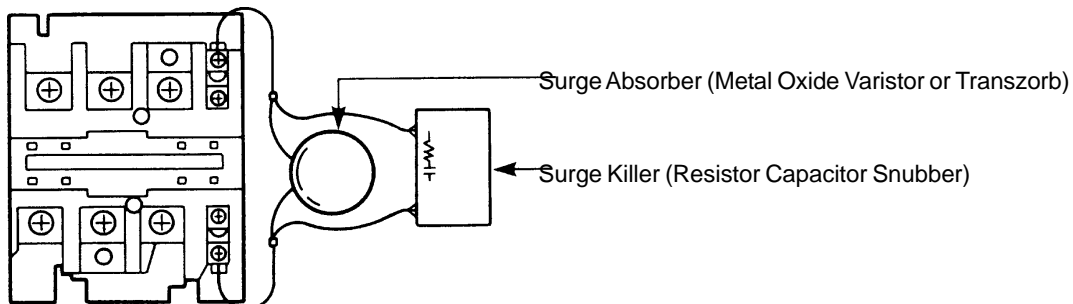 Surge Absorber (Metal Oxide Varistor or Transzorb)
Surge Killer (Resistor Capacitor Snubber)